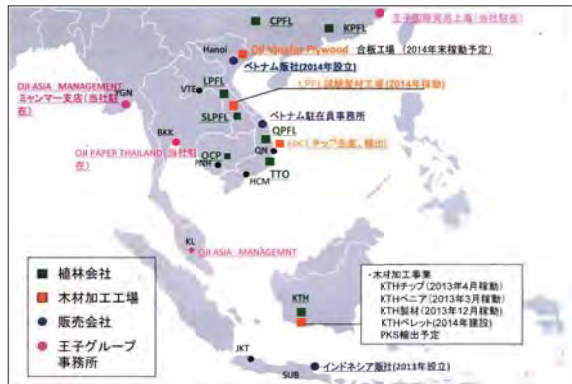 CPFL
KPFL
王子国際貿易上海(当社駐在)
Hanoi
Oji Nonofor Plywood 合板工場 (2014年末稼動予定)
ベトナム販社(2014年設立)
OJI ASIA MANAGEMENT
ミャンマー支店(当社駐在)
YGN
VTE
LPFL
LPFL試験製材工場(2014年稼動)
SLPFL
ベトナム駐在員事務所
BKK
QPFL
QN
(チップ生産、輸出)
OJI PAPER THAILAND(当社駐在)
OCP
PNH
TTO
HCM
KL
OJI ASIA MANAGEMNT
植林会社
木材加工工場
販売会社
王子グループ事務所
KTH
・木材加工事業
KTHチップ(2013年4月稼動)
KTHベニア(2013年3月稼動)
KTH製材(2013年12月稼動)
KTHペレット(2014年建設)
PKS輸出予定
JKT
SUB
インドネシア販社(2013年設立)